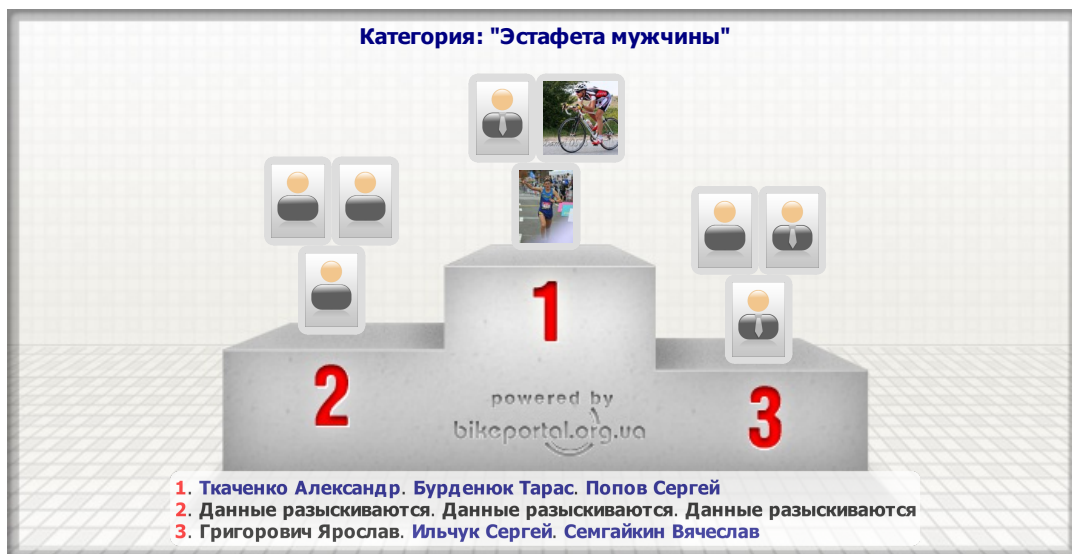 Категория: "Эстафета мужчины"
1
2
3
powered by
bikeportal.org.ua
1. Ткаченко Александр. Бурденюк Тарас. Попов Сергей
2. Данные разыскиваются. Данные разыскиваются. Данные разыскиваются
3. Григорович Ярослав. Ильчук Сергей. Семгайкин Вячеслав